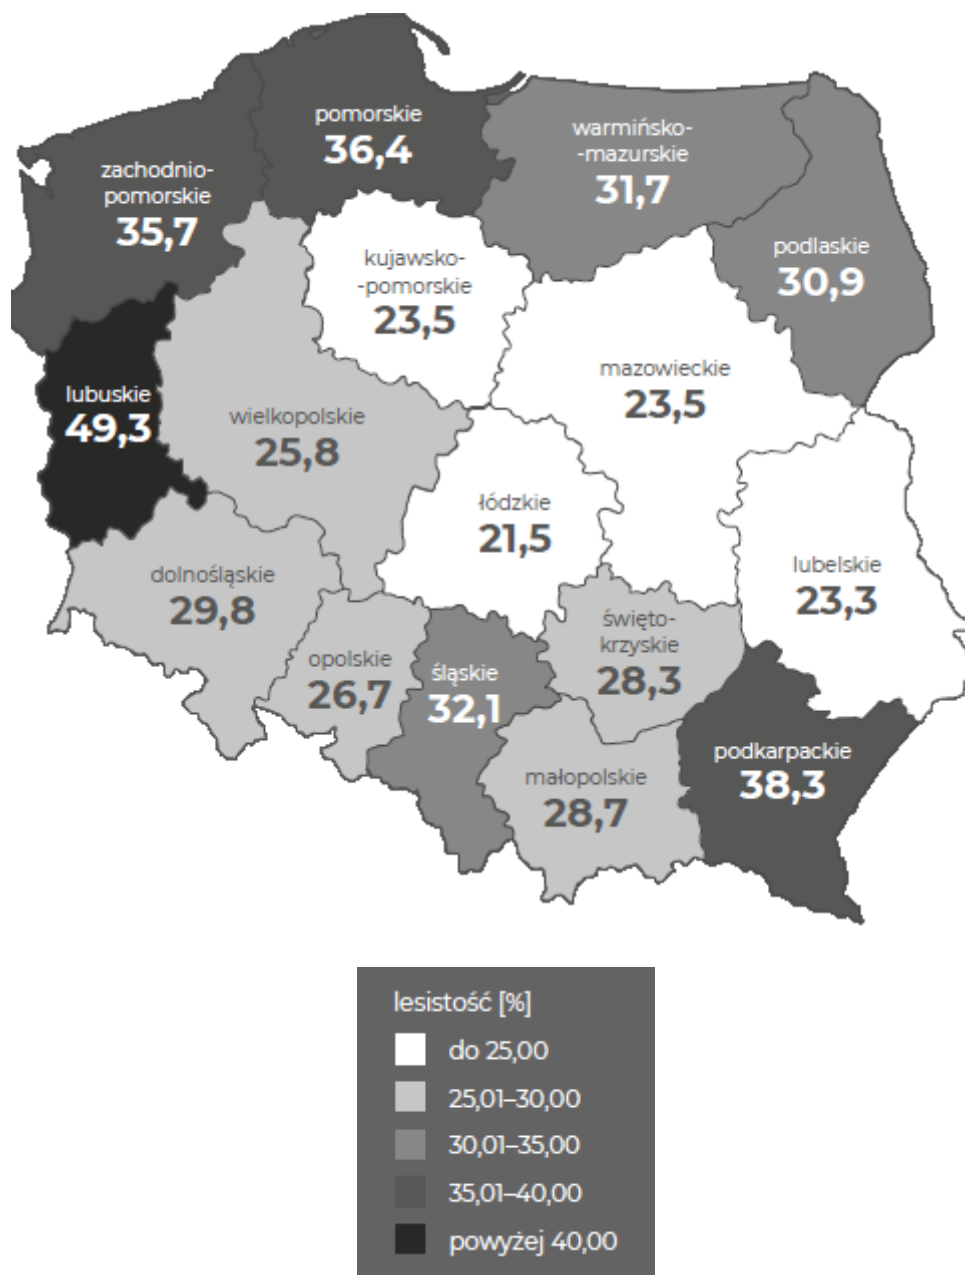 pomorskie
36,4
warmińsko-
-mazurskie
31,7
zachodnio-
pomorskie
35,7
podlaskie
30,9
kujawsko-
-pomorskie
23,5
mazowieckie
23,5
lubuskie
49,3
wielkopolskie
25,8
łódzkie
21,5
lubelskie
23,3
dolnośląskie
29,8
święto-
krzyskie
28,3
opolskie
26,7
śląskie
32,1
podkarpackie
38,3
małopolskie
28,7
lesistość [%]
do 25,00
25,01–30,00
30,01–35,00
35,01–40,00
powyżej 40,00